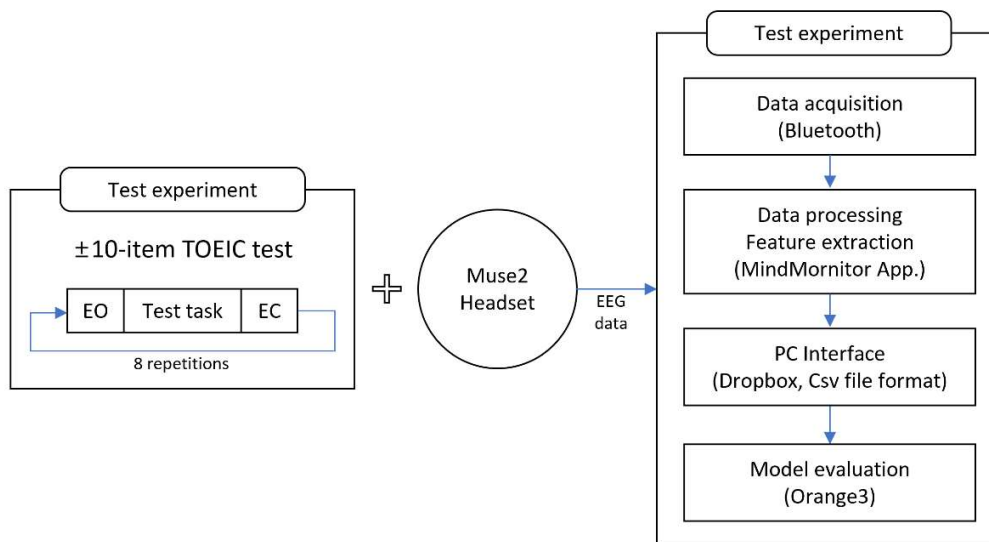 Test experiment
±10-item TOEIC test
EO
Test task
EC
8 repetitions
Muse2
Headset
EEG
data
Test experiment
Data acquisition
(Bluetooth)
Data processing
Feature extraction
(MindMornitor App.)
PC Interface
(Dropbox, Csv file format)
Model evaluation
(Orange3)